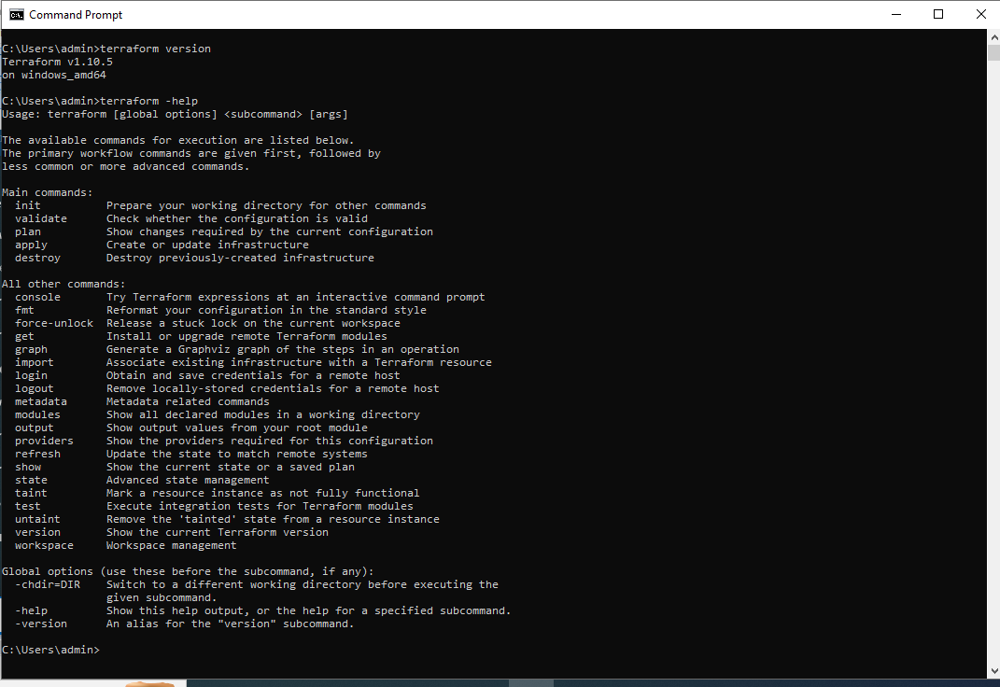 Command Prompt
C:\Users\admin>terraform version
Terraform v1.10.5
on windows_amd64
C:\Users\admin>terraform -help
Usage: terraform [global options] <subcommand> [args]
The available commands for execution are listed below.
The primary workflow commands are given first, followed by
less common or more advanced commands.
Main commands:
  init          Prepare your working directory for other commands
  validate      Check whether the configuration is valid
  plan          Show changes required by the current configuration
  apply         Create or update infrastructure
  destroy       Destroy previously-created infrastructure
All other commands:
  console       Try Terraform expressions at an interactive command prompt
  fmt           Reformat your configuration in the standard style
  force-unlock  Release a stuck lock on the current workspace
  get           Install or upgrade remote Terraform modules
  graph         Generate a Graphviz graph of the steps in an operation
  import        Associate existing infrastructure with a Terraform resource
  login         Obtain and save credentials for a remote host
  logout        Remove locally-stored credentials for a remote host
  metadata      Metadata related commands
  modules       Show all declared modules in a working directory
  output        Show output values from your root module
  providers     Show the providers required for this configuration
  refresh       Update the state to match remote systems
  show          Show the current state or a saved plan
  state         Advanced state management
  taint         Mark a resource instance as not fully functional
  test          Execute integration tests for Terraform modules
  untaint       Remove the 'tainted' state from a resource instance
  version       Show the current Terraform version
  workspace     Workspace management
Global options (use these before the subcommand, if any):
  -chdir=DIR    Switch to a different working directory before executing the
                given subcommand.
  -help         Show this help output, or the help for a specified subcommand.
  -version      An alias for the "version" subcommand.
C:\Users\admin>